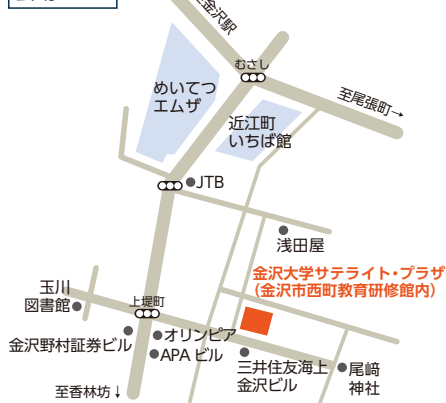 金沢駅
むさし
至尾張町→
めいてつ
エムザ
近江町
いちば館
JTB
浅田屋
金沢大学サテライト・プラザ
(金沢市西町教育研修館内)
玉川
図書館
上堤町
金沢野村証券ビル
オリンピア
APA ビル
三井住友海上
金沢ビル
尾﨑
神社
至香林坊↓